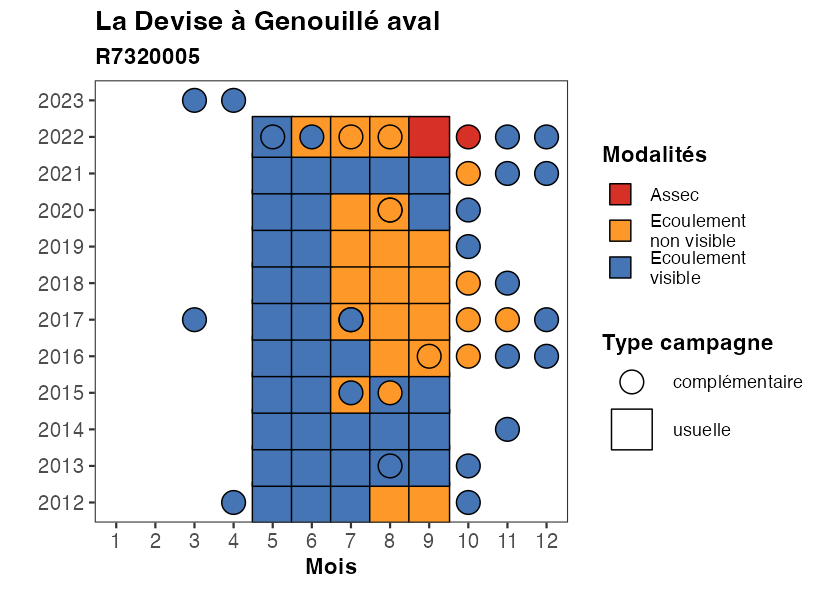 La Devise à Genouillé aval
R7320005
2023
2022
2021
2020
2019
2018
2017
2016
2015
2014
2013
2012
1 2 3 4 5 6 7 8 9 10 11 12
Mois
Modalités
Assec
Ecoulement
non visible
Ecoulement
visible
Type campagne
complémentaire
usuelle